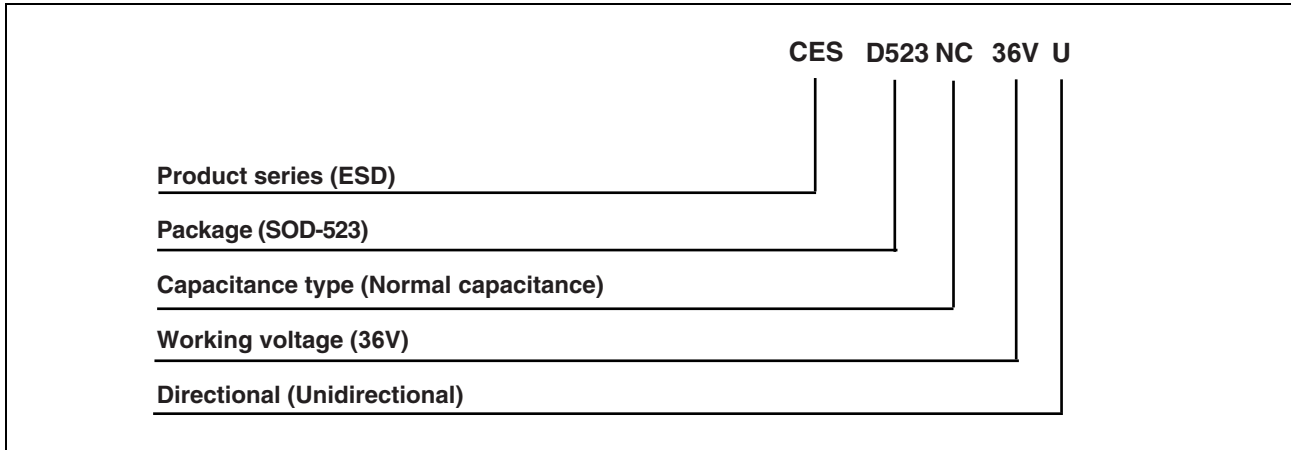 CES D523 NC 36V U
Product series (ESD)
Package (SOD-523)
Capacitance type (Normal capacitance)
Working voltage (36V)
Directional (Unidirectional)